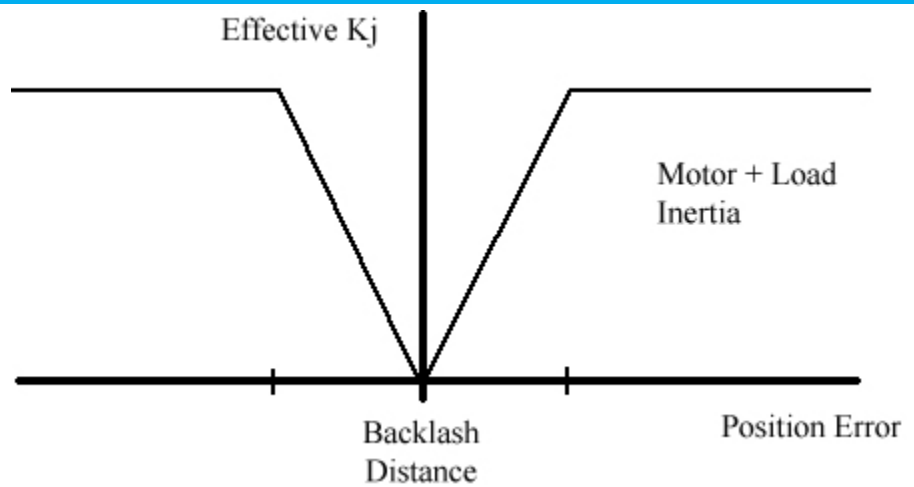 Effective Kj
Motor + Load
Inertia
Backlash
Distance
Position Error